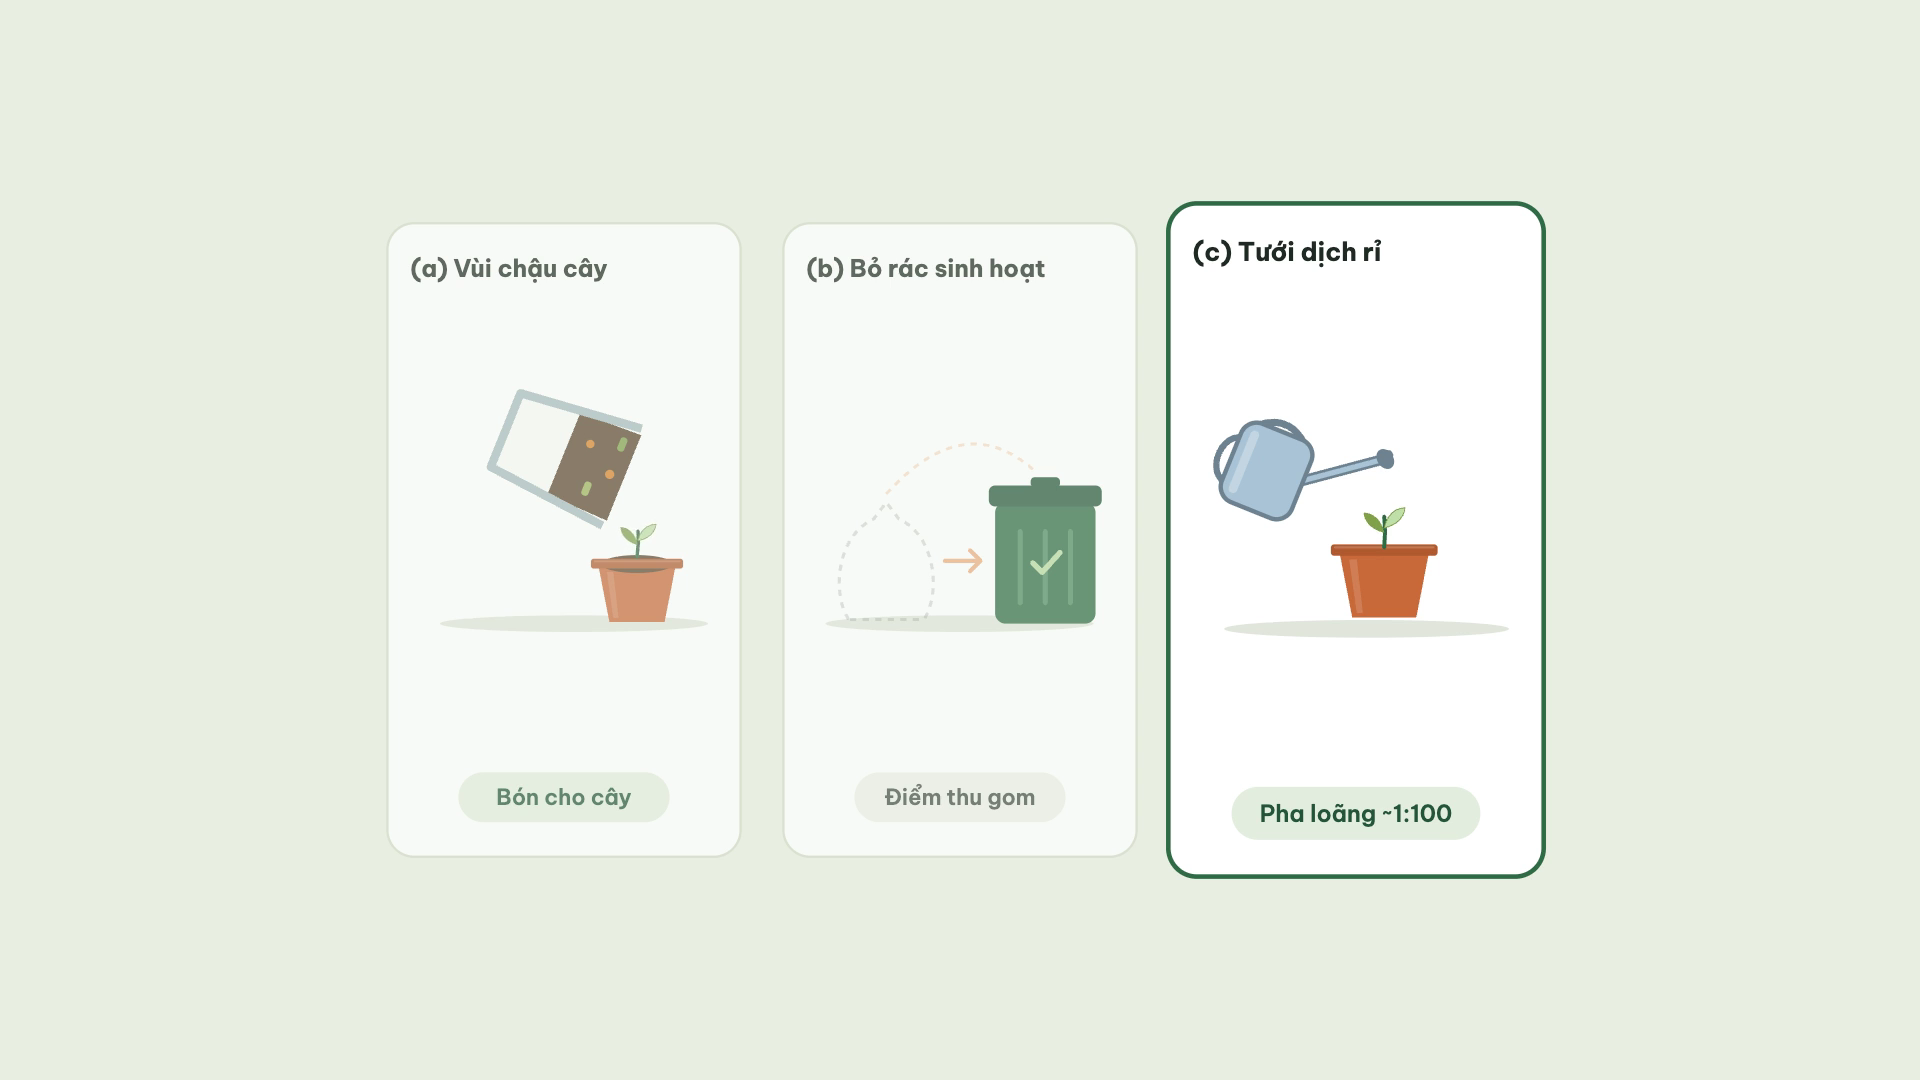 (a) Vùi chậu cây
(b) Bỏ rác sinh hoạt
(c) Tưới dịch rỉ
Bón cho cây
Điểm thu gom
Pha loãng ~1:100